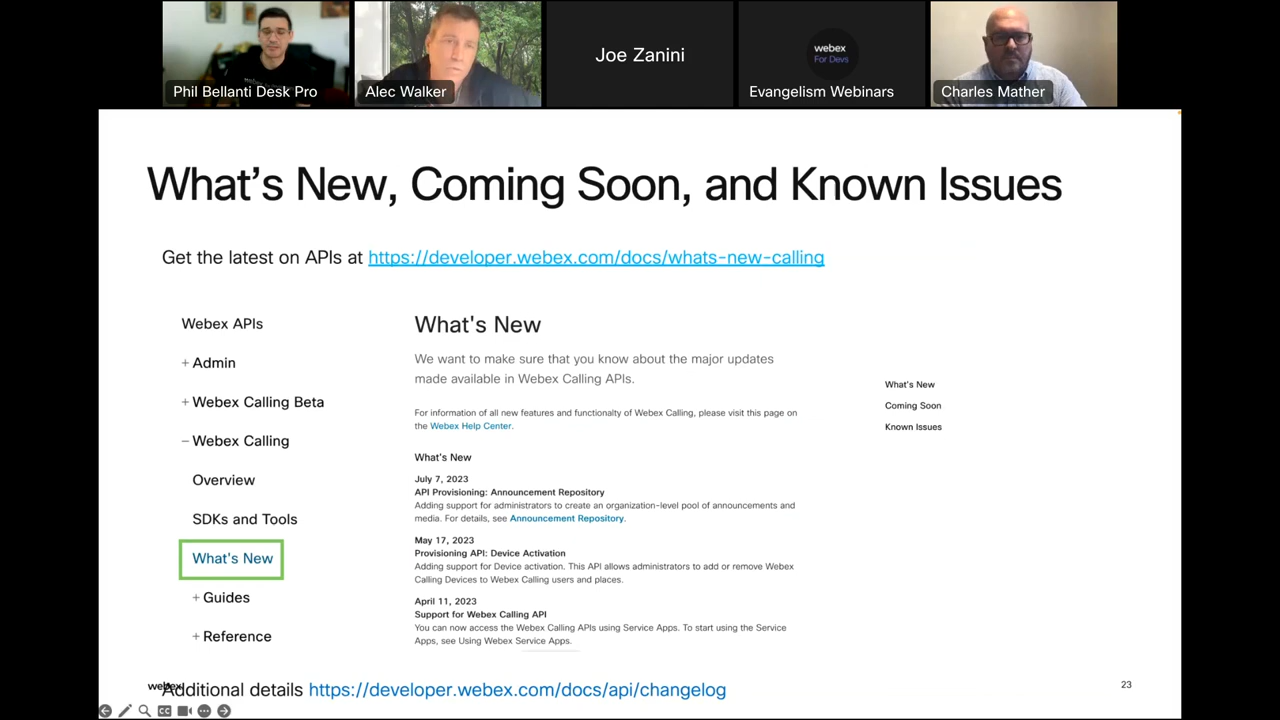 Phil Bellanti Desk Pro
Alec Walker
Joe Zanini
webex
For Devs
Evangelism Webinars
Charles Mather
What's New, Coming Soon, and Known Issues
Get the latest on APIs at https://developer.webex.com/docs/whats-new-calling
Webex APIs
+ Admin
+ Webex Calling Beta
− Webex Calling
Overview
SDKs and Tools
What's New
+ Guides
+ Reference
What's New
We want to make sure that you know about the major updates
made available in Webex Calling APIs.
For information of all new features and functionalty of Webex Calling, please visit this page on
the Webex Help Center.
What's New
July 7, 2023
API Provisioning: Announcement Repository
Adding support for administrators to create an organization-level pool of announcements and
media. For details, see Announcement Repository.
May 17, 2023
Provisioning API: Device Activation
Adding support for Device activation. This API allows administrators to add or remove Webex
Calling Devices to Webex Calling users and places.
April 11, 2023
Support for Webex Calling API
You can now access the Webex Calling APIs using Service Apps. To start using the Service
Apps, see Using Webex Service Apps.
What's New
Coming Soon
Known Issues
webex
Additional details https://developer.webex.com/docs/api/changelog
23
CC